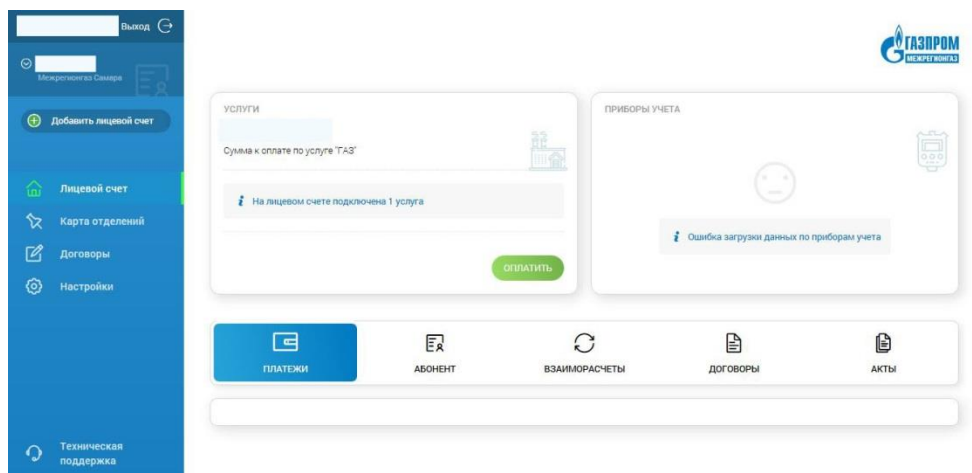 Выход
Межрегионгаз Самара
Добавить лицевой счет
Лицевой счет
Карта отделений
Договоры
Настройки
Техническая
поддержка
ГАЗПРОМ
МЕЖРЕГИОНГАЗ
УСЛУГИ
Сумма к оплате по услуге "ГАЗ"
На лицевом счете подключена 1 услуга
ОПЛАТИТЬ
ПРИБОРЫ УЧЕТА
Ошибка загрузки данных по приборам учета
ПЛАТЕЖИ
АБОНЕНТ
ВЗАИМОРАСЧЕТЫ
ДОГОВОРЫ
АКТЫ